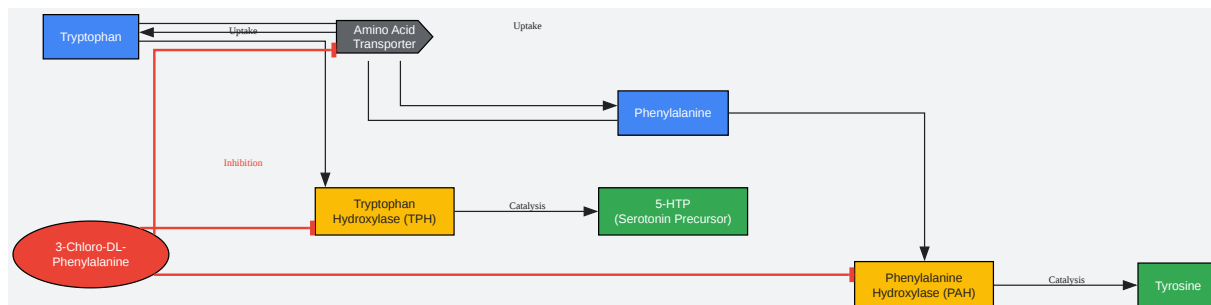 Tryptophan
Uptake
Amino Acid
Transporter
Uptake
Phenylalanine
Inhibition
Tryptophan
Hydroxylase (TPH)
Catalysis
5-HTP
(Serotonin Precursor)
3-Chloro-DL-
Phenylalanine
Phenylalanine
Hydroxylase (PAH)
Catalysis
Tyrosine